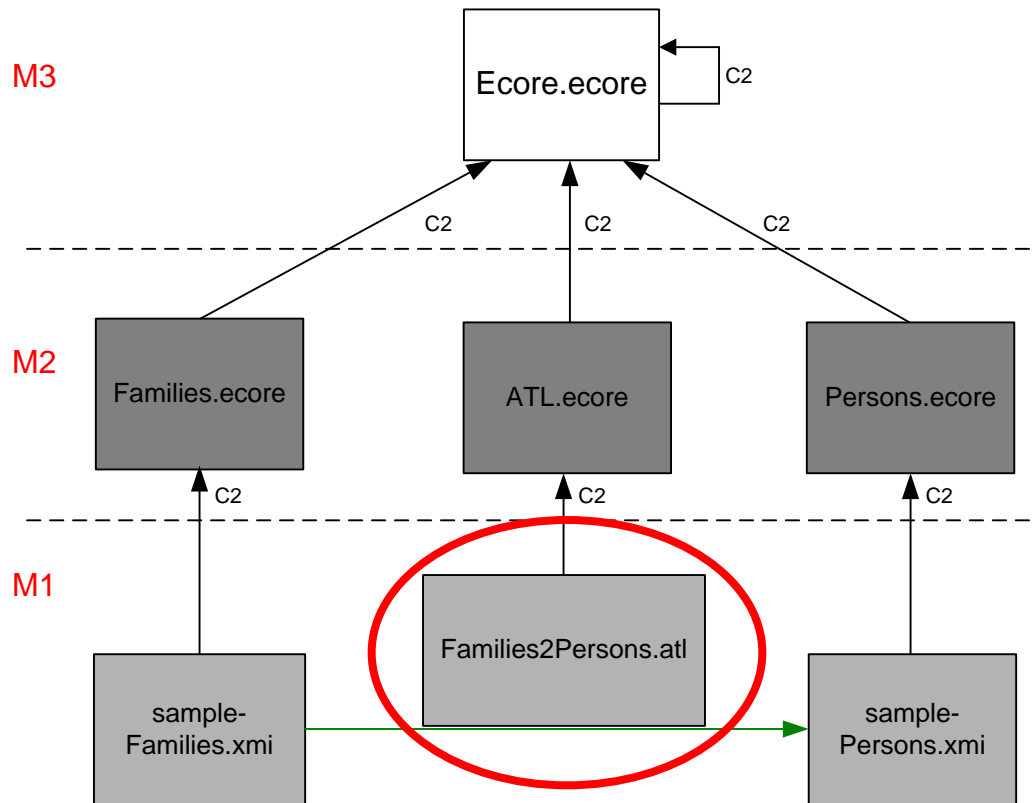 M3
Ecore.ecore
C2
C2
C2
C2
M2
Families.ecore
ATL.ecore
Persons.ecore
C2
C2
C2
M1
Families2Persons.atl
sample-
Families.xmi
sample-
Persons.xmi